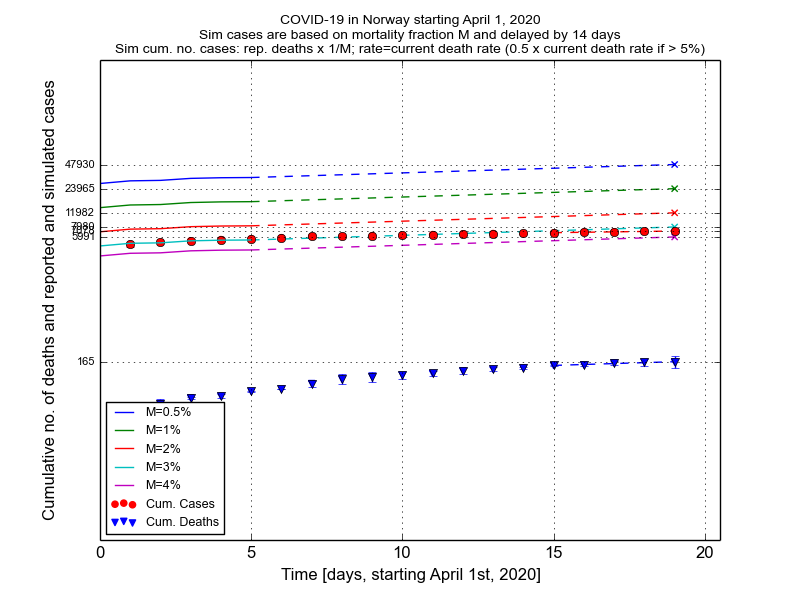 COVID-19 in Norway starting April 1, 2020
Sim cases are based on mortality fraction M and delayed by 14 days
Sim cum. no. cases: rep. deaths x 1/M; rate=current death rate (0.5 x current death rate if > 5%)
Cumulative no. of deaths and reported and simulated cases
47930
23965
11982
5991
165
M=0.5%
M=1%
M=2%
M=3%
M=4%
Cum. Cases
Cum. Deaths
0 5 10 15 20
Time [days, starting April 1st, 2020]